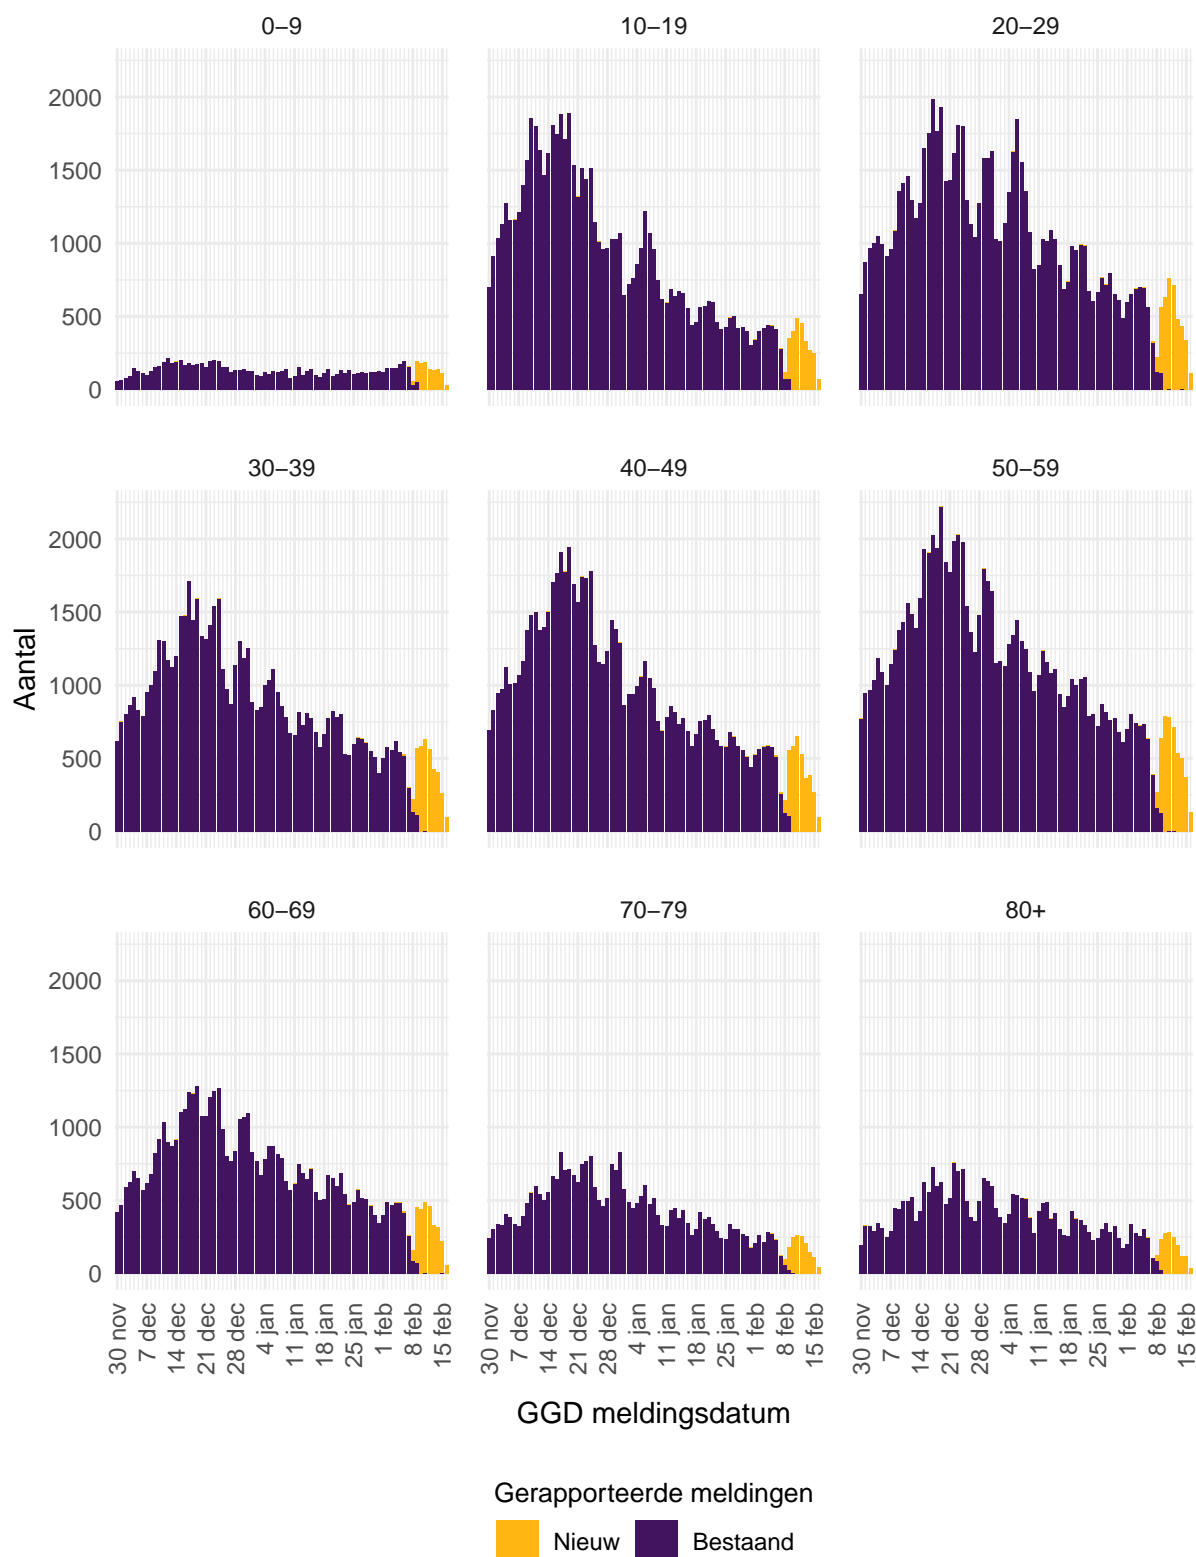 0–9 10–19 20–29
2000
1500
1000
500
0
30–39 40–49 50–59
2000
1500
1000
500
0
Aantal
60–69 70–79 80+
2000
1500
1000
500
0
30 nov 7 dec 14 dec 21 dec 28 dec 4 jan 11 jan 18 jan 25 jan 1 feb 8 feb 15 feb 30 nov 7 dec 14 dec 21 dec 28 dec 4 jan 11 jan 18 jan 25 jan 1 feb 8 feb 15 feb 30 nov 7 dec 14 dec 21 dec 28 dec 4 jan 11 jan 18 jan 25 jan 1 feb 8 feb 15 feb
GGD meldingsdatum
Gerapporteerde meldingen
Nieuw Bestaand